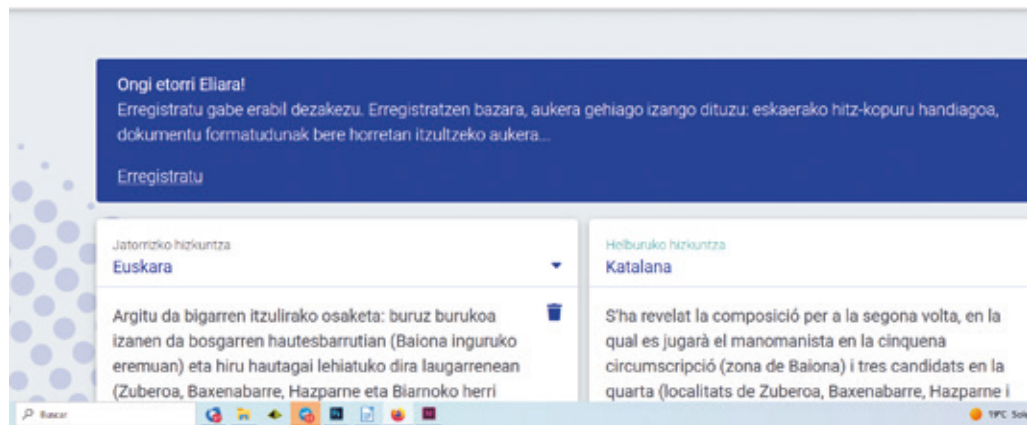 Ongi etorri Eliara!
Erregistratu gabe erabil dezakezu. Erregistratzen bazara, aukera gehiago izango dituzu: eskaerako hitz-kopuru handiagoa,
dokumentu formatudunak bere horretan itzultzeko aukera...
Erregistratu
Jatorrizko hizkuntza
Euskara
Argitu da bigarren itzulirako osaketa: buruz burukoa
izanen da bosgarren hautesbarrutian (Baiona inguruko
eremuan) eta hiru hautagai lehiatuko dira laugarrenean
(Zuberoa, Baxenabarre, Hazparne eta Biarnoko herri
Helburuko hizkuntza
Katalana
S'ha revelat la composició per a la segona volta, en la
qual es jugarà el manomanista en la cinquena
circumscripció (zona de Baiona) i tres candidats en la
quarta (localitats de Zuberoa, Baxenabarre, Hazparne i
Buscar
19ºC Sole